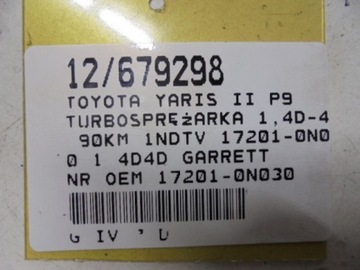 12/679298
TOYOTA YARIS II P9
TURBOSPRĘŻARKA 1,4D-4
90KM 1NDTV 17201-0N0
0 1 4D4D GARRETT
NR OEM 17201-0N030
G IV